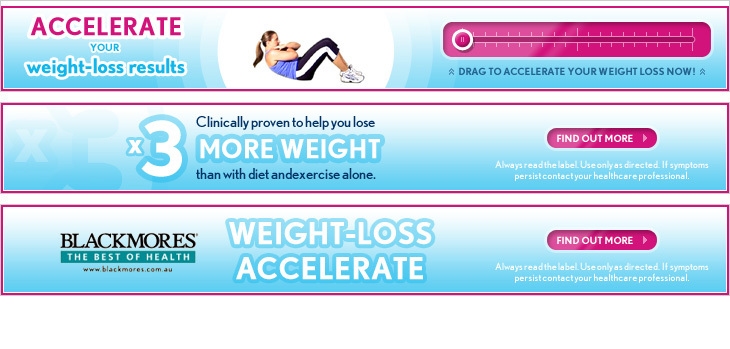 ACCELERATE
YOUR
weight-loss results
DRAG TO ACCELERATE YOUR WEIGHT LOSS NOW!
x3
x3
Clinically proven to help you lose
MORE WEIGHT
than with diet andexercise alone.
FIND OUT MORE
Always read the label. Use only as directed. If symptoms
persist contact your healthcare professional.
BLACKMORES®
THE BEST OF HEALTH
www.blackmores.com.au
WEIGHT-LOSS
ACCELERATE
FIND OUT MORE
Always read the label. Use only as directed. If symptoms
persist contact your healthcare professional.